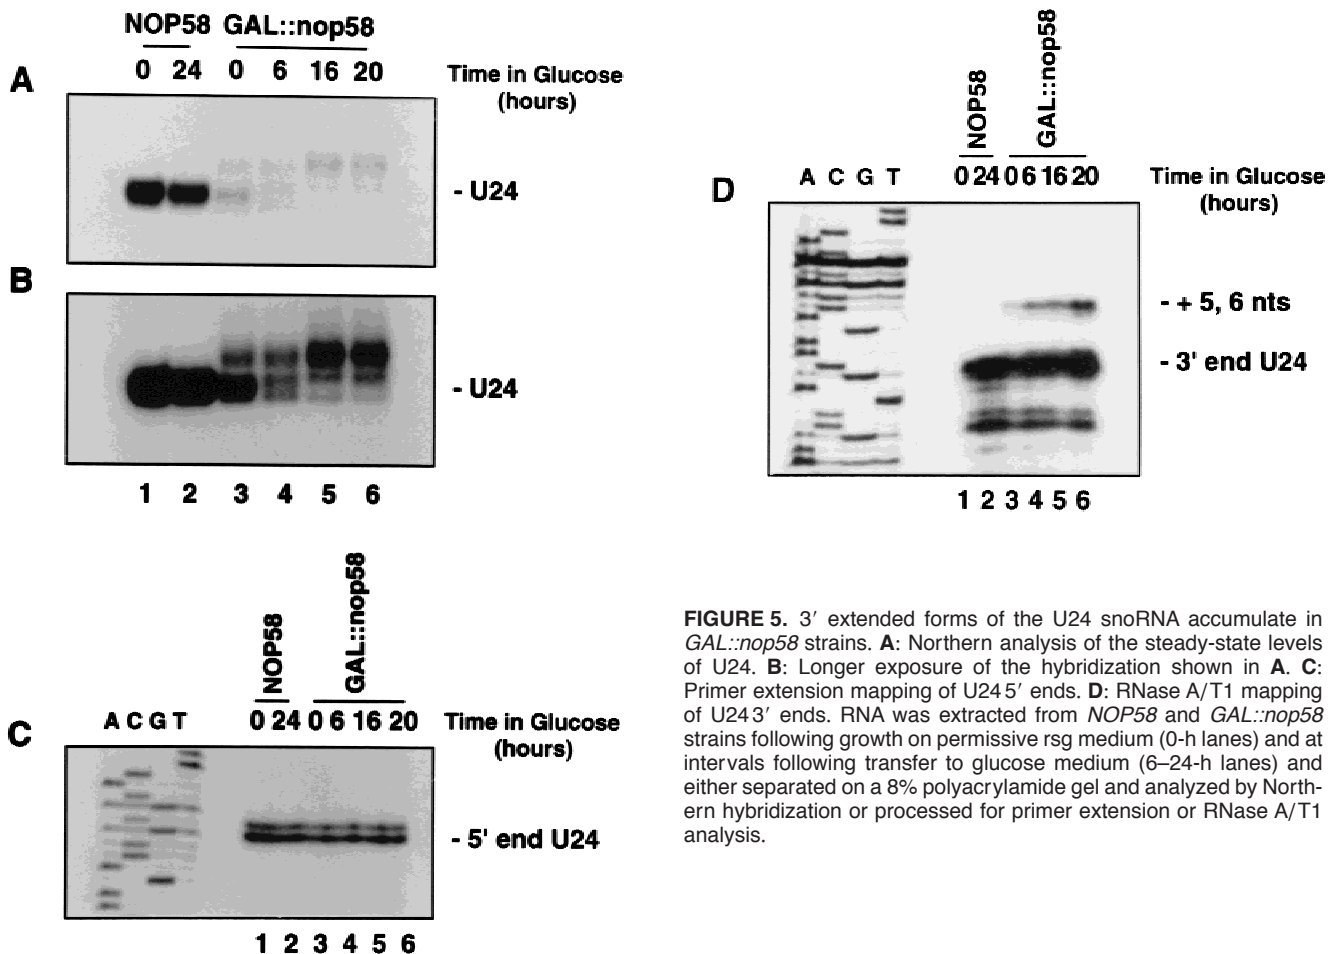 NOP58 GAL::nop58
0 24 0 6 16 20 Time in Glucose
(hours)
A
- U24
B
- U24
1 2 3 4 5 6
NOP58 GAL::nop58
A C G T 0 24 0 6 16 20 Time in Glucose
(hours)
C
- 5' end U24
1 2 3 4 5 6
NOP58 GAL::nop58
A C G T 0 24 0 6 16 20 Time in Glucose
(hours)
D
- + 5, 6 nts
- 3' end U24
1 2 3 4 5 6
FIGURE 5. 3′ extended forms of the U24 snoRNA accumulate in
GAL::nop58 strains. A: Northern analysis of the steady-state levels
of U24. B: Longer exposure of the hybridization shown in A. C:
Primer extension mapping of U24 5′ ends. D: RNase A/T1 mapping
of U24 3′ ends. RNA was extracted from NOP58 and GAL::nop58
strains following growth on permissive rsg medium (0-h lanes) and at
intervals following transfer to glucose medium (6–24-h lanes) and
either separated on a 8% polyacrylamide gel and analyzed by North-
ern hybridization or processed for primer extension or RNase A/T1
analysis.